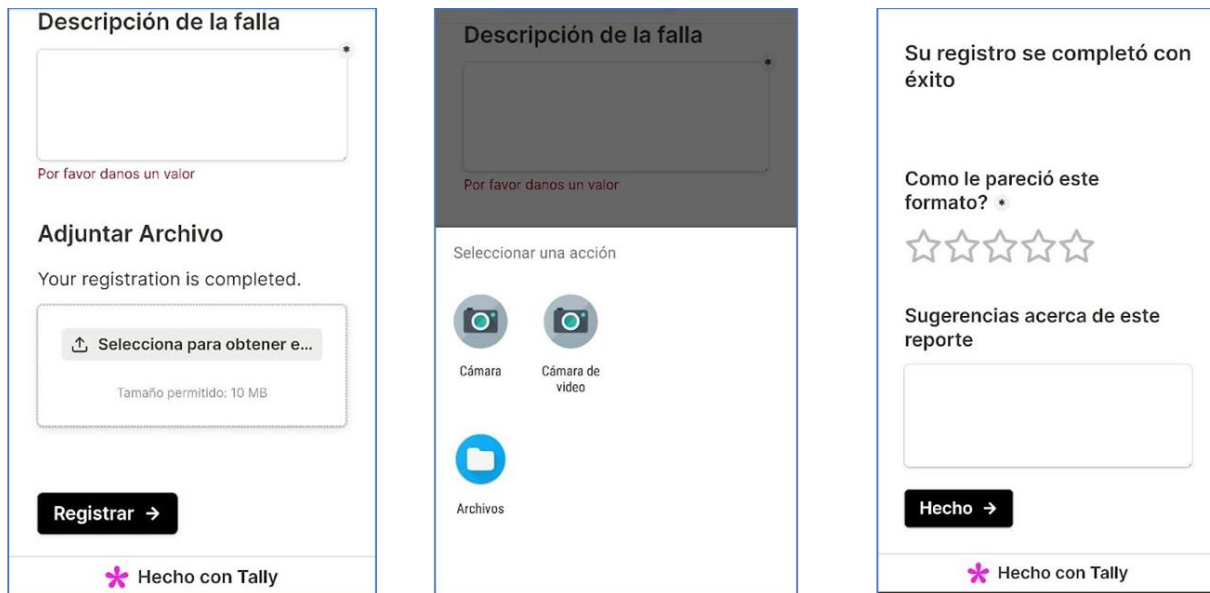 Descripción de la falla
*
Por favor danos un valor
Adjuntar Archivo
Your registration is completed.
Selecciona para obtener e...
Tamaño permitido: 10 MB
Registrar →
Hecho con Tally
Descripción de la falla
*
Por favor danos un valor
Seleccionar una acción
Cámara
Cámara de
video
Archivos
Su registro se completó con
éxito
Como le pareció este
formato? *
Sugerencias acerca de este
reporte
Hecho →
Hecho con Tally